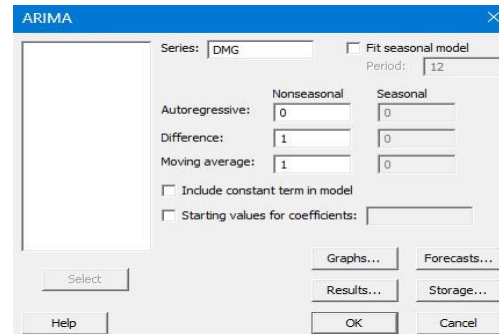 ARIMA
Series: DMG
Fit seasonal model
Period: 12
Nonseasonal Seasonal
Autoregressive: 0 0
Difference: 1 0
Moving average: 1 0
Include constant term in model
Starting values for coefficients:
Graphs... Forecasts...
Select
Results... Storage...
Help OK Cancel